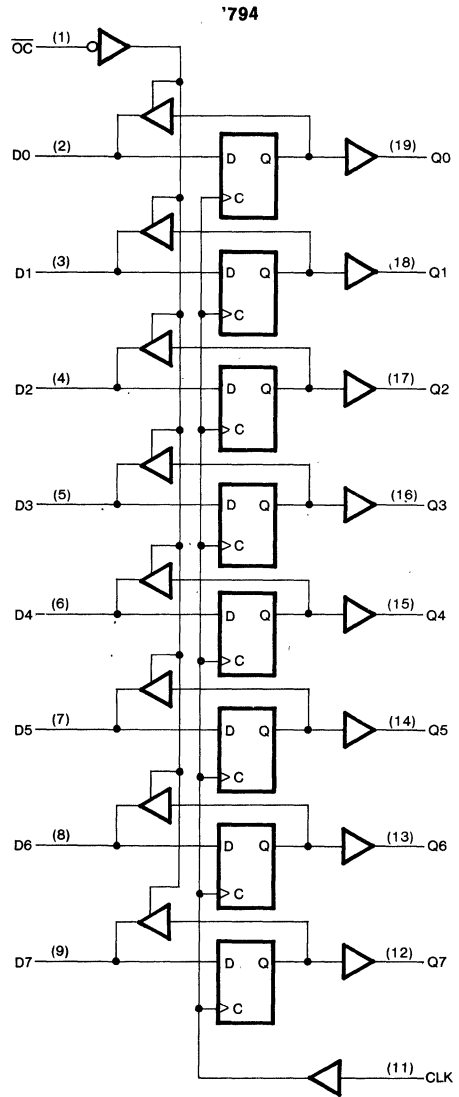 '794
OC (1)
D0 (2) D Q (19) Q0
C
D1 (3) D Q (18) Q1
C
D2 (4) D Q (17) Q2
C
D3 (5) D Q (16) Q3
C
D4 (6) D Q (15) Q4
C
D5 (7) D Q (14) Q5
C
D6 (8) D Q (13) Q6
C
D7 (9) D Q (12) Q7
C
(11) CLK